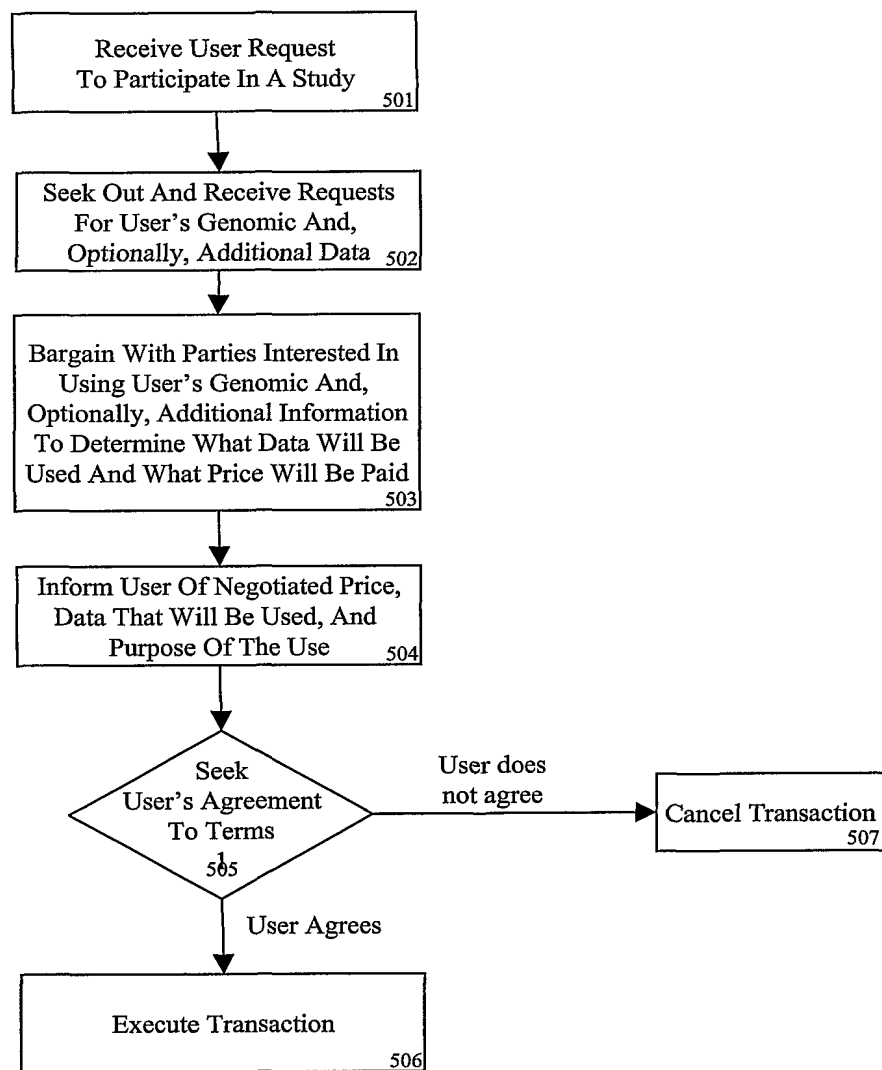 Receive User Request
To Participate In A Study
501
Seek Out And Receive Requests
For User's Genomic And,
Optionally, Additional Data 502
Bargain With Parties Interested In
Using User's Genomic And,
Optionally, Additional Information
To Determine What Data Will Be
Used And What Price Will Be Paid
503
Inform User Of Negotiated Price,
Data That Will Be Used, And
Purpose Of The Use 504
Seek
User's Agreement
To Terms
1
505
User does
not agree
Cancel Transaction
507
User Agrees
Execute Transaction
506